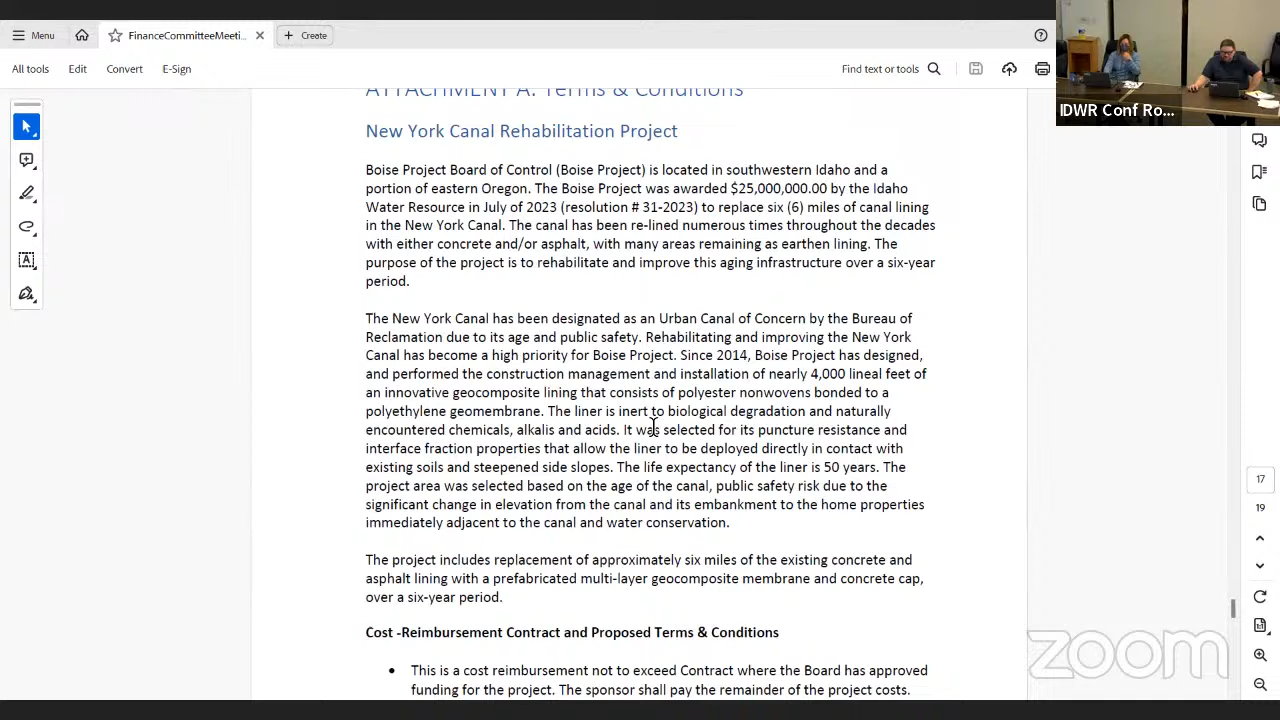 Menu
FinanceCommitteeMeeti...
Create
All tools
Edit
Convert
E-Sign
Find text or tools
IDWR Conf Ro...
ATTACHMENT A: Terms & Conditions
New York Canal Rehabilitation Project
Boise Project Board of Control (Boise Project) is located in southwestern Idaho and a
portion of eastern Oregon. The Boise Project was awarded $25,000,000.00 by the Idaho
Water Resource in July of 2023 (resolution # 31-2023) to replace six (6) miles of canal lining
in the New York Canal. The canal has been re-lined numerous times throughout the decades
with either concrete and/or asphalt, with many areas remaining as earthen lining. The
purpose of the project is to rehabilitate and improve this aging infrastructure over a six-year
period.
The New York Canal has been designated as an Urban Canal of Concern by the Bureau of
Reclamation due to its age and public safety. Rehabilitating and improving the New York
Canal has become a high priority for Boise Project. Since 2014, Boise Project has designed,
and performed the construction management and installation of nearly 4,000 lineal feet of
an innovative geocomposite lining that consists of polyester nonwovens bonded to a
polyethylene geomembrane. The liner is inert to biological degradation and naturally
encountered chemicals, alkalis and acids. It was selected for its puncture resistance and
interface fraction properties that allow the liner to be deployed directly in contact with
existing soils and steepened side slopes. The life expectancy of the liner is 50 years. The
project area was selected based on the age of the canal, public safety risk due to the
significant change in elevation from the canal and its embankment to the home properties
immediately adjacent to the canal and water conservation.
The project includes replacement of approximately six miles of the existing concrete and
asphalt lining with a prefabricated multi-layer geocomposite membrane and concrete cap,
over a six-year period.
Cost -Reimbursement Contract and Proposed Terms & Conditions
• This is a cost reimbursement not to exceed Contract where the Board has approved
funding for the project. The sponsor shall pay the remainder of the project costs.
17
19
zoom